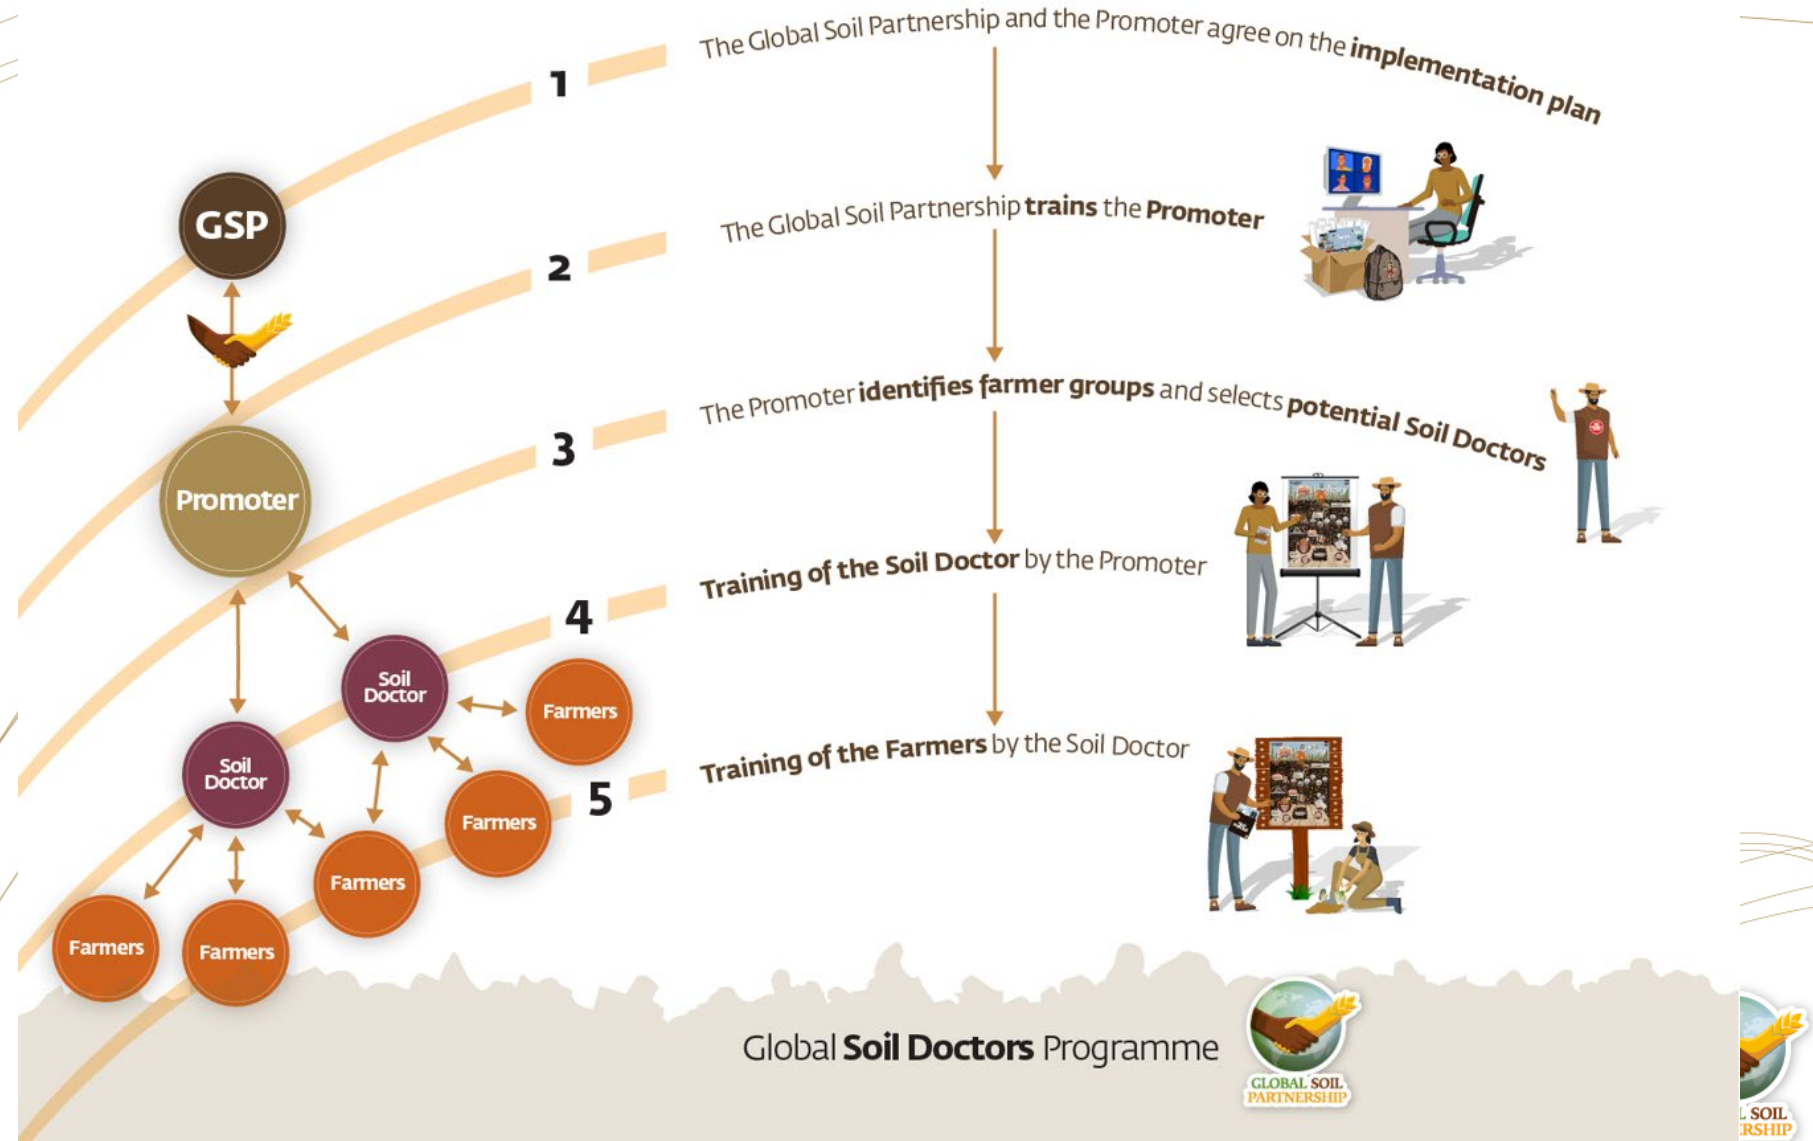 1
The Global Soil Partnership and the Promoter agree on the implementation plan
GSP
2
The Global Soil Partnership trains the Promoter
Promoter
3
The Promoter identifies farmer groups and selects potential Soil Doctors
4
Training of the Soil Doctor by the Promoter
Soil
Doctor
Farmers
Soil
Doctor
5
Training of the Farmers by the Soil Doctor
Farmers
Farmers
Farmers
Farmers
Global Soil Doctors Programme
GLOBAL SOIL
PARTNERSHIP
L SOIL
ERSHIP